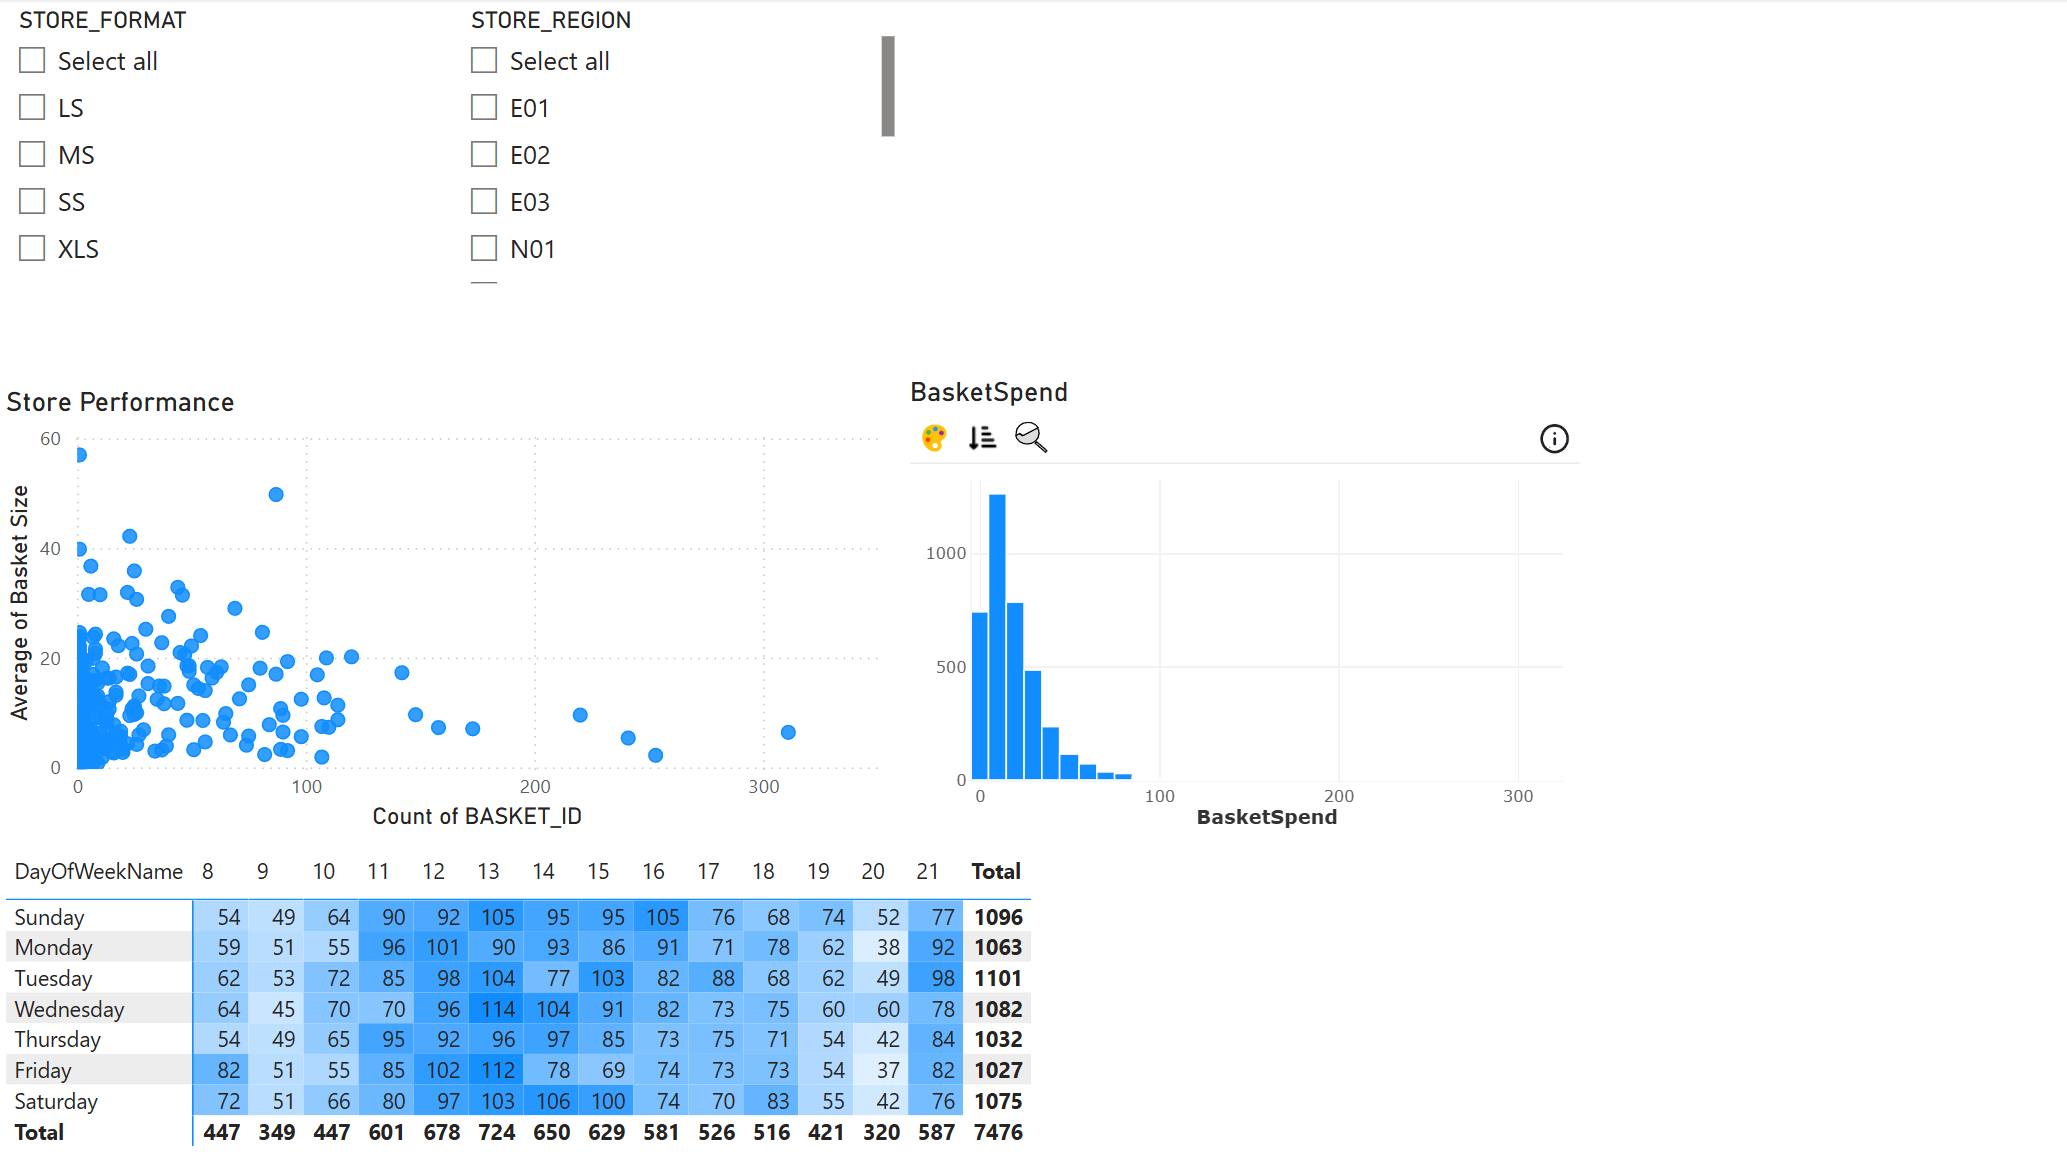 STORE_FORMAT
Select all
LS
MS
SS
XLS
STORE_REGION
Select all
E01
E02
E03
N01
Store Performance
60
40
20
0
Average of Basket Size
0 100 200 300
Count of BASKET_ID
BasketSpend
1000
500
0
0 100 200 300
BasketSpend
DayOfWeekName 8 9 10 11 12 13 14 15 16 17 18 19 20 21 Total
Sunday 54 49 64 90 92 105 95 95 105 76 68 74 52 77 1096
Monday 59 51 55 96 101 90 93 86 91 71 78 62 38 92 1063
Tuesday 62 53 72 85 98 104 77 103 82 88 68 62 49 98 1101
Wednesday 64 45 70 70 96 114 104 91 82 73 75 60 60 78 1082
Thursday 54 49 65 95 92 96 97 85 73 75 71 54 42 84 1032
Friday 82 51 55 85 102 112 78 69 74 73 73 54 37 82 1027
Saturday 72 51 66 80 97 103 106 100 74 70 83 55 42 76 1075
Total 447 349 447 601 678 724 650 629 581 526 516 421 320 587 7476